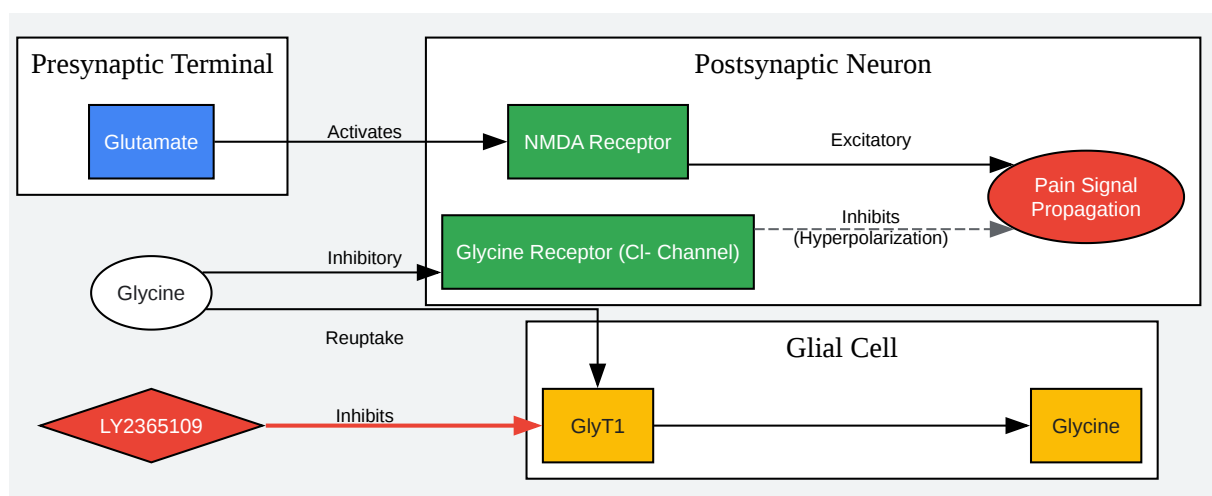 Presynaptic Terminal
Postsynaptic Neuron
Glutamate
Activates
NMDA Receptor
Excitatory
Pain Signal
Propagation
Glycine Receptor (Cl- Channel)
Inhibits
(Hyperpolarization)
Inhibitory
Glycine
Reuptake
Glial Cell
LY2365109
Inhibits
GlyT1
Glycine